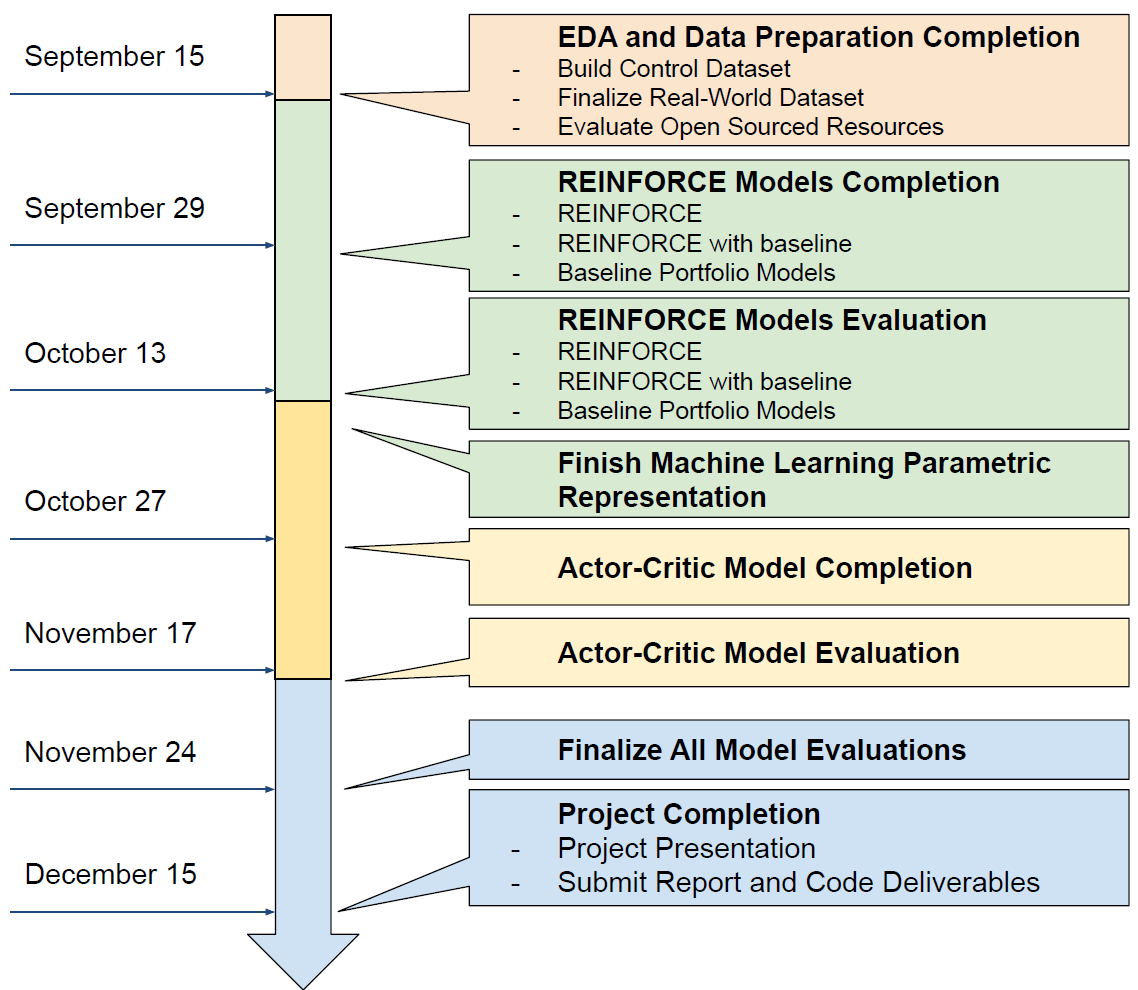 September 15
EDA and Data Preparation Completion
- Build Control Dataset
- Finalize Real-World Dataset
- Evaluate Open Sourced Resources
September 29
REINFORCE Models Completion
- REINFORCE
- REINFORCE with baseline
- Baseline Portfolio Models
October 13
REINFORCE Models Evaluation
- REINFORCE
- REINFORCE with baseline
- Baseline Portfolio Models
Finish Machine Learning Parametric
Representation
October 27
Actor-Critic Model Completion
November 17
Actor-Critic Model Evaluation
November 24
Finalize All Model Evaluations
December 15
Project Completion
- Project Presentation
- Submit Report and Code Deliverables